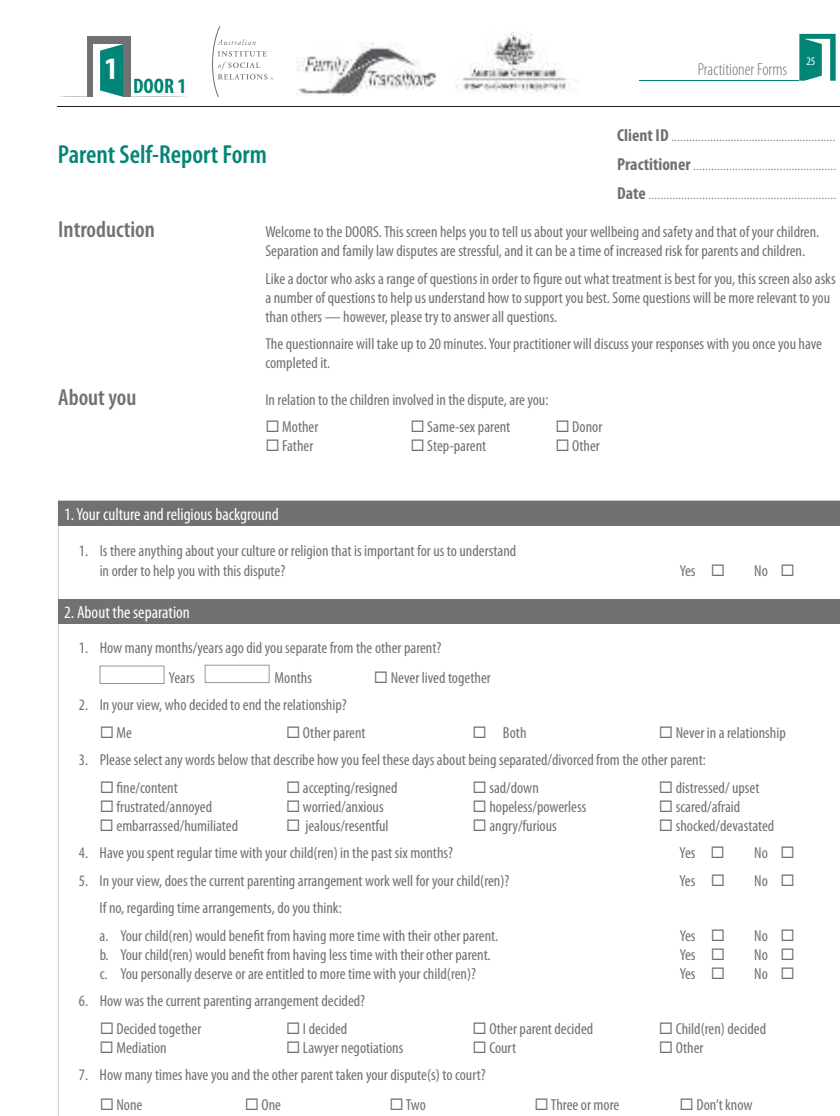 1
DOOR 1
Australian
INSTITUTE
of SOCIAL
RELATIONS
Family
Transitions
Australian Government
Practitioner Forms 25
Client ID
Practitioner
Date
Parent Self-Report Form
Introduction
Welcome to the DOORS. This screen helps you to tell us about your wellbeing and safety and that of your children.
Separation and family law disputes are stressful, and it can be a time of increased risk for parents and children.
Like a doctor who asks a range of questions in order to figure out what treatment is best for you, this screen also asks
a number of questions to help us understand how to support you best. Some questions will be more relevant to you
than others — however, please try to answer all questions.
The questionnaire will take up to 20 minutes. Your practitioner will discuss your responses with you once you have
completed it.
About you
In relation to the children involved in the dispute, are you:
☐ Mother ☐ Same-sex parent ☐ Donor
☐ Father ☐ Step-parent ☐ Other
1. Your culture and religious background
1. Is there anything about your culture or religion that is important for us to understand
in order to help you with this dispute? Yes ☐ No ☐
2. About the separation
1. How many months/years ago did you separate from the other parent?
Years Months ☐ Never lived together
2. In your view, who decided to end the relationship?
☐ Me ☐ Other parent ☐ Both ☐ Never in a relationship
3. Please select any words below that describe how you feel these days about being separated/divorced from the other parent:
☐ fine/content ☐ accepting/resigned ☐ sad/down ☐ distressed/ upset
☐ frustrated/annoyed ☐ worried/anxious ☐ hopeless/powerless ☐ scared/afraid
☐ embarrassed/humiliated ☐ jealous/resentful ☐ angry/furious ☐ shocked/devastated
4. Have you spent regular time with your child(ren) in the past six months? Yes ☐ No ☐
5. In your view, does the current parenting arrangement work well for your child(ren)? Yes ☐ No ☐
If no, regarding time arrangements, do you think:
a. Your child(ren) would benefit from having more time with their other parent. Yes ☐ No ☐
b. Your child(ren) would benefit from having less time with their other parent. Yes ☐ No ☐
c. You personally deserve or are entitled to more time with your child(ren)? Yes ☐ No ☐
6. How was the current parenting arrangement decided?
☐ Decided together ☐ I decided ☐ Other parent decided ☐ Child(ren) decided
☐ Mediation ☐ Lawyer negotiations ☐ Court ☐ Other
7. How many times have you and the other parent taken your dispute(s) to court?
☐ None ☐ One ☐ Two ☐ Three or more ☐ Don't know